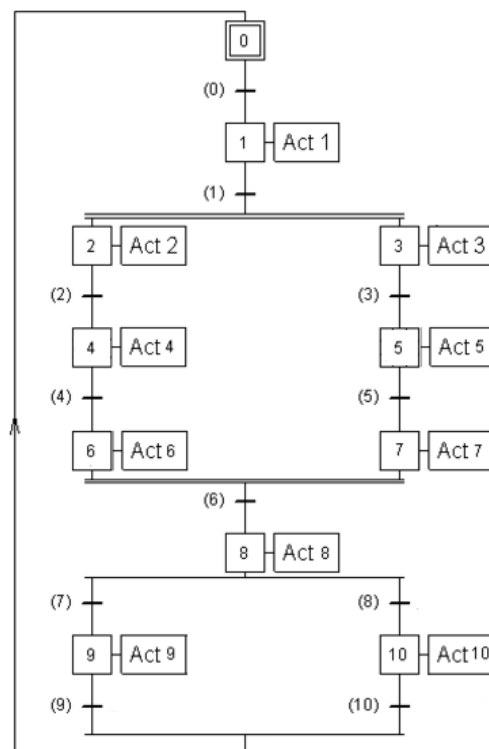 0
(0)
1 Act 1
(1)
2 Act 2 3 Act 3
(2) (3)
4 Act 4 5 Act 5
(4) (5)
6 Act 6 7 Act 7
(6)
8 Act 8
(7) (8)
9 Act 9 10 Act 10
(9) (10)